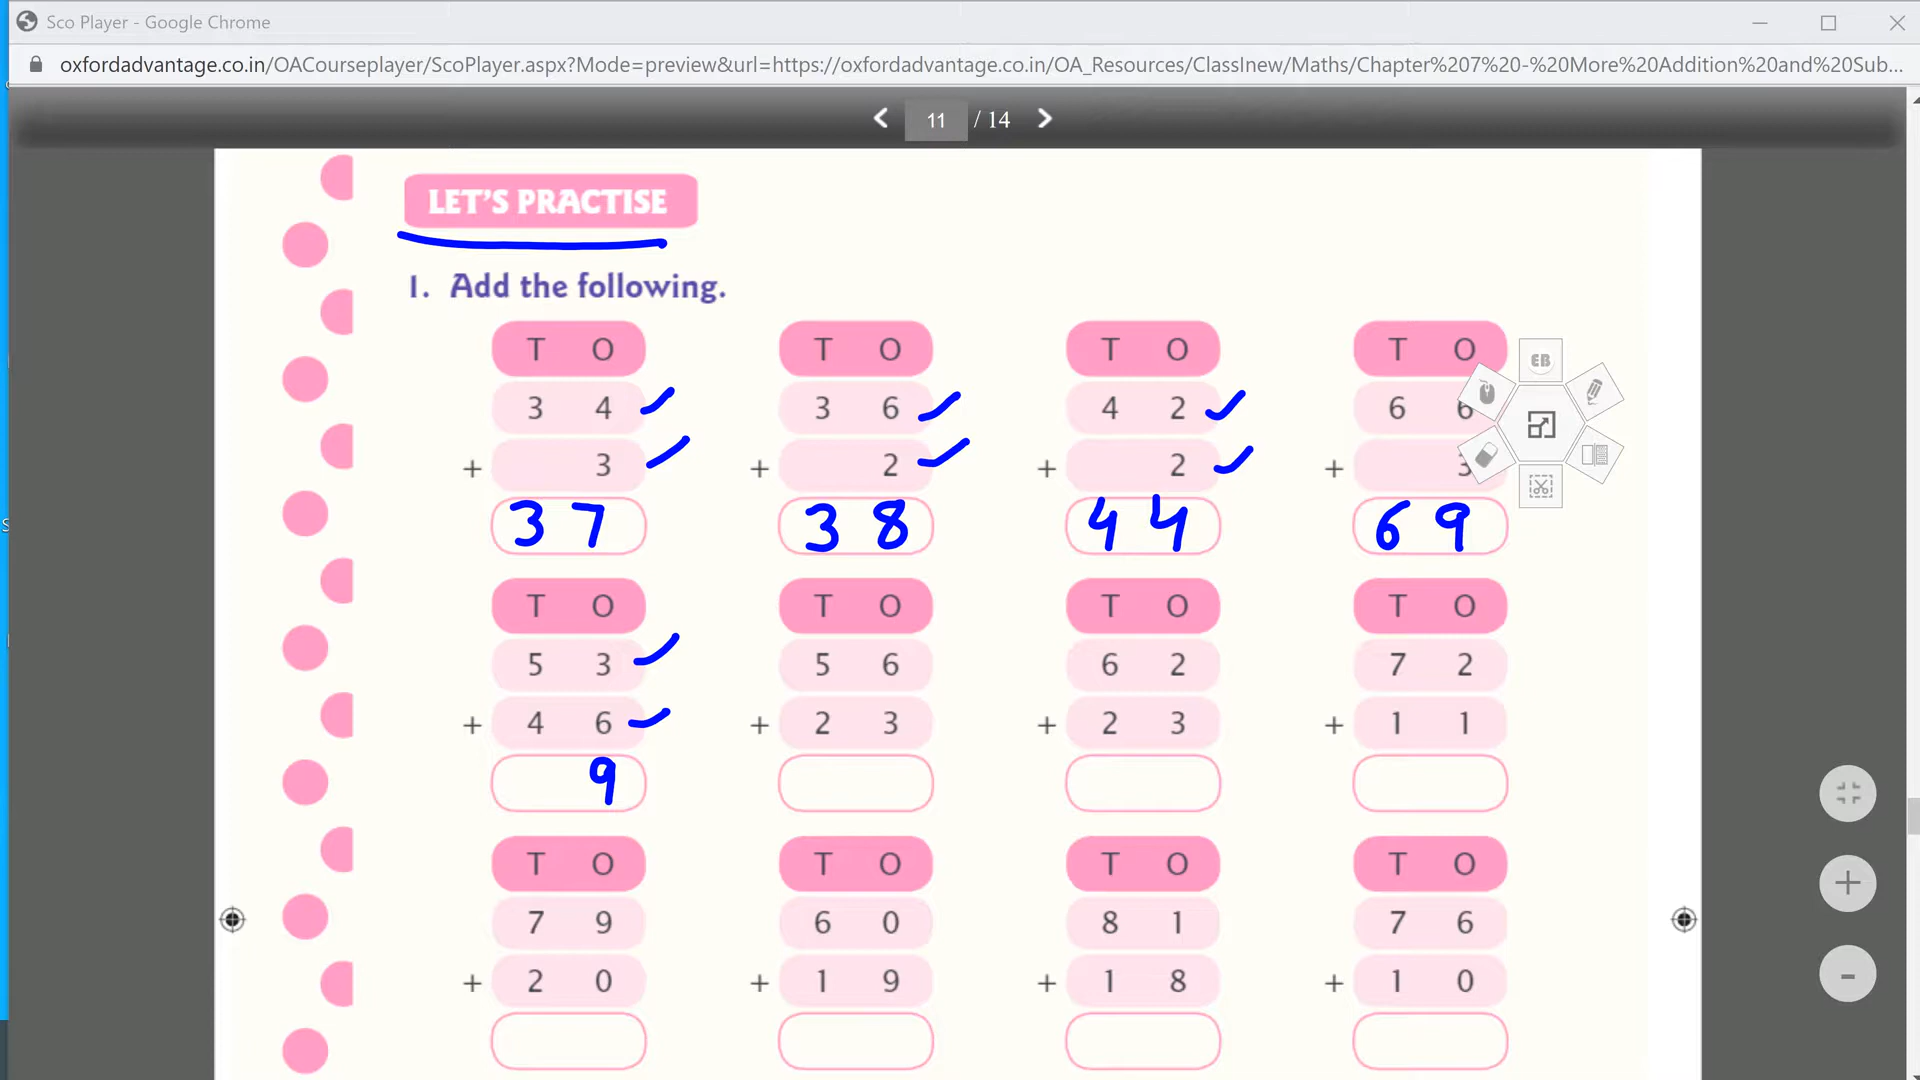 Sco Player - Google Chrome
oxfordadvantage.co.in/OACourseplayer/ScoPlayer.aspx?Mode=preview&url=https://oxfordadvantage.co.in/OA_Resources/ClassInew/Maths/Chapter%207%20-%20More%20Addition%20and%20Sub...
11 / 14
LET'S PRACTISE
1. Add the following.
T O T O T O T O
3 4 3 6 4 2 6 6
+ 3 + 2 + 2 + 3
3 7 3 8 4 4 6 9
EB
T O T O T O T O
5 3 5 6 6 2 7 2
+ 4 6 + 2 3 + 2 3 + 1 1
9
T O T O T O T O
7 9 6 0 8 1 7 6
+ 2 0 + 1 9 + 1 8 + 1 0